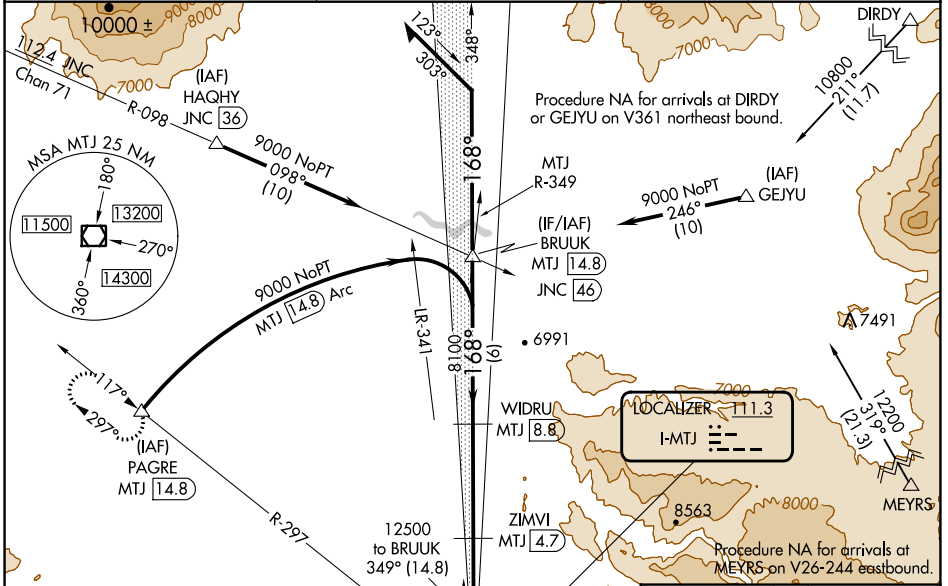 10000 ±
7000
112.4 JNC
Chan 71
R-098
(IAF)
HAQHY
JNC 36
9000 NoPT
098°
(10)
9000
8000
7000
123°
303°
348°
168°
8000
7000
DIRDY
10800
211°
(11.7)
Procedure NA for arrivals at DIRDY
or GEJYU on V361 northeast bound.
MTJ
R-349
(IAF)
GEJYU
9000 NoPT
246°
(10)
(IF/IAF)
BRUUK
MTJ 14.8
JNC 46
MSA MTJ 25 NM
180°
11500
13200
270°
14300
360°
9000 NoPT
MTJ 14.8 Arc
LR-341
8100
168°
(6)
6991
7491
117°
297°
(IAF)
PAGRE
MTJ 14.8
R-297
WIDRU
MTJ 8.8
7000
LOCALIZER 111.3
I-MTJ
12200
319°
(21.3)
MEYRS
8563
8000
ZIMVI
MTJ 4.7
12500
to BRUUK
349° (14.8)
Procedure NA for arrivals at
MEYRS on V26-244 eastbound.